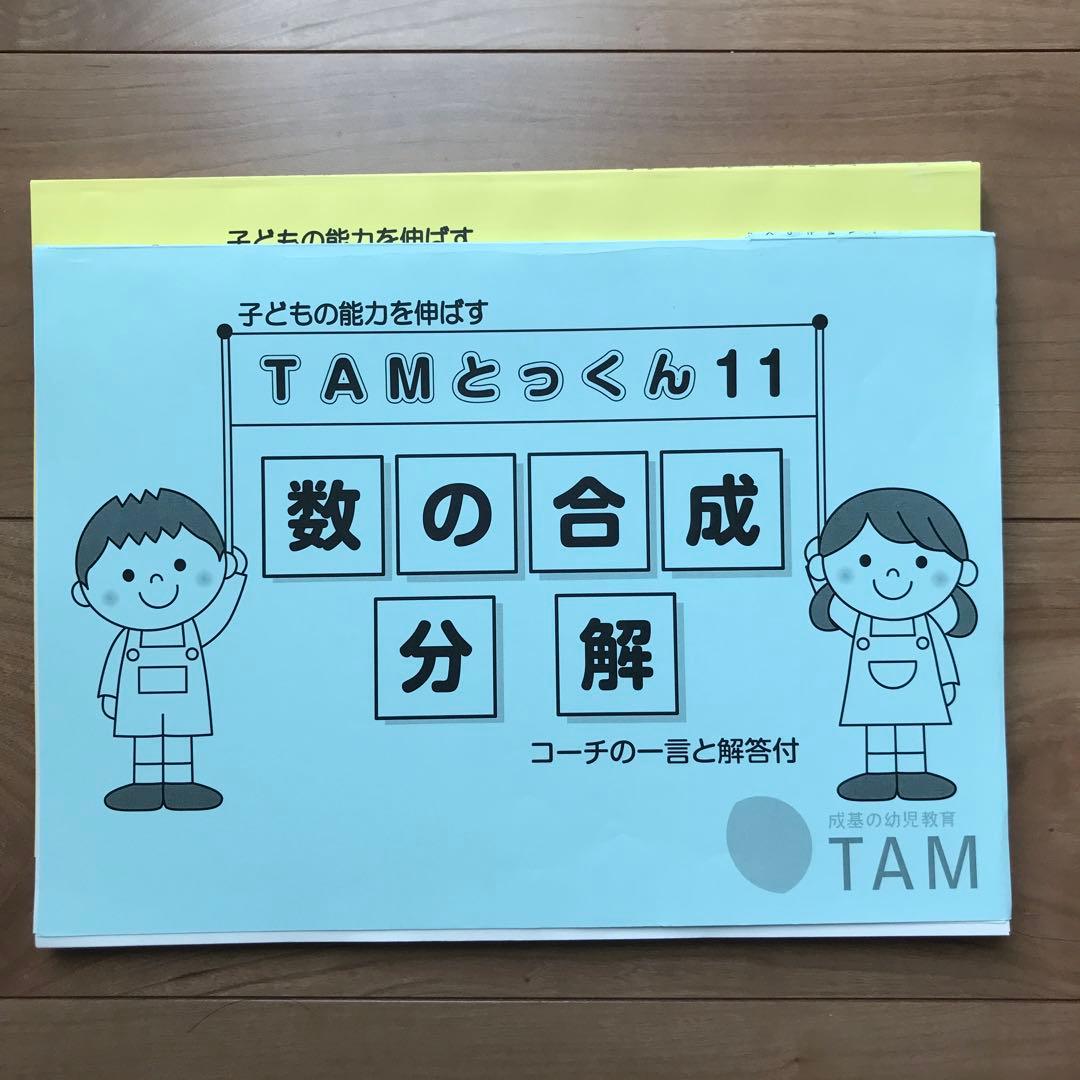 子どもの能力を伸ばす
子どもの能力を伸ばす
TAMとっくん11
数の合成
分解
コーチの一言と解答付
成基の幼児教育
TAM